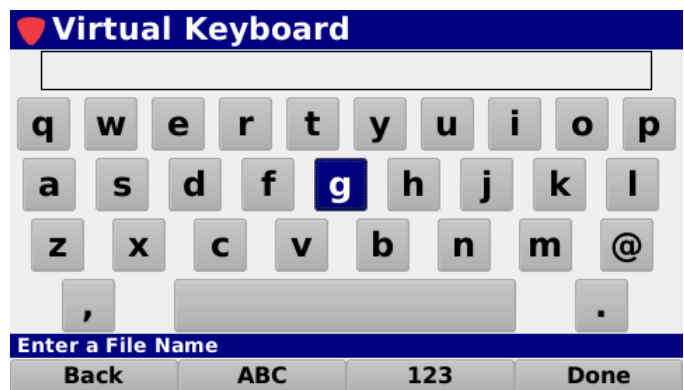 Virtual Keyboard
q w e r t y u i o p
a s d f g h j k l
z x c v b n m @
, .
Enter a File Name
Back ABC 123 Done